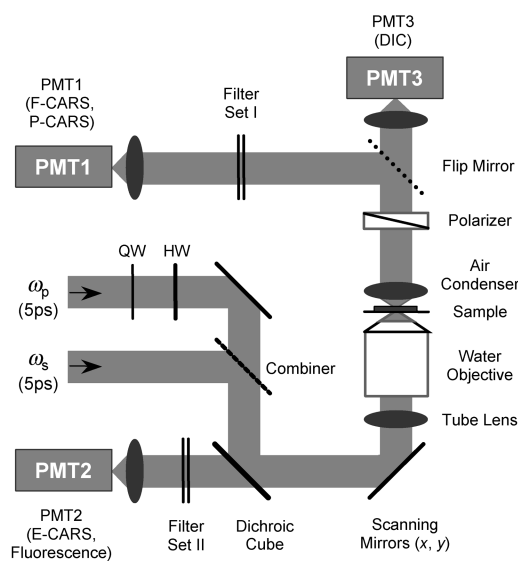 PMT3
(DIC)
PMT3
PMT1
(F-CARS,
P-CARS)
Filter
Set I
PMT1
Flip Mirror
Polarizer
QW
HW
Air
Condenser
ωp
(5ps)
Sample
ωs
(5ps)
Combiner
Water
Objective
Tube Lens
PMT2
PMT2
(E-CARS,
Fluorescence)
Filter
Set II
Dichroic
Cube
Scanning
Mirrors (x, y)